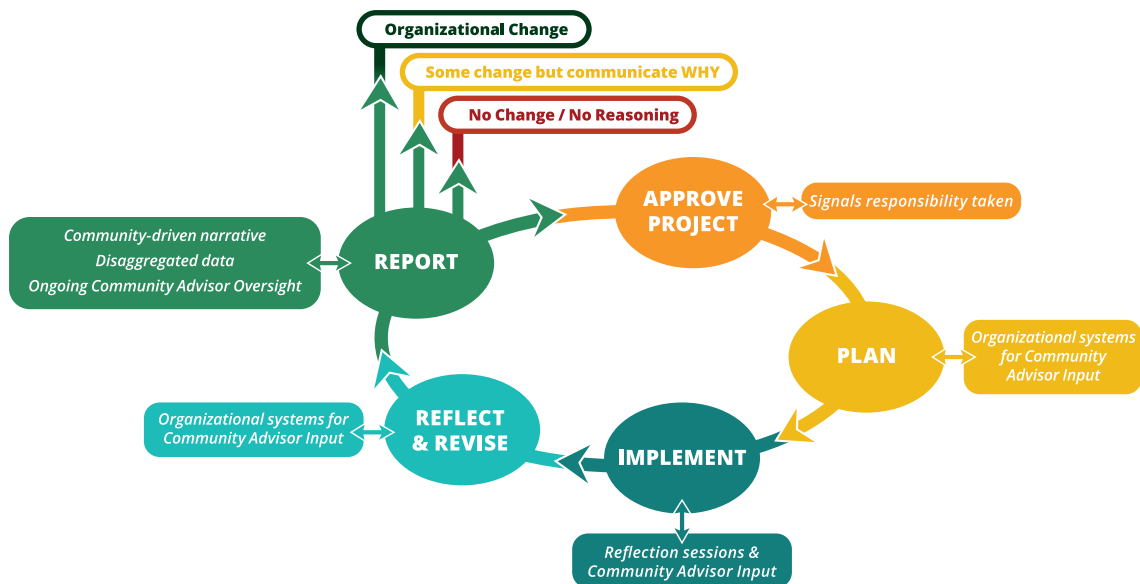 Organizational Change
Some change but communicate WHY
No Change / No Reasoning
APPROVE
PROJECT
Signals responsibility taken
Community-driven narrative
Disaggregated data
Ongoing Community Advisor Oversight
REPORT
PLAN
Organizational systems
for Community
Advisor Input
Organizational systems for
Community Advisor Input
REFLECT
& REVISE
IMPLEMENT
Reflection sessions &
Community Advisor Input